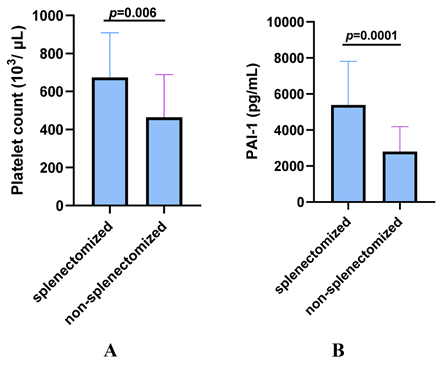 p=0.006
Platelet count (10³/ µL)
1000
800
600
400
200
0
splenectomized
non-splenectomized
A
p=0.0001
PAI-1 (pg/mL)
10000
8000
6000
4000
2000
0
splenectomized
non-splenectomized
B